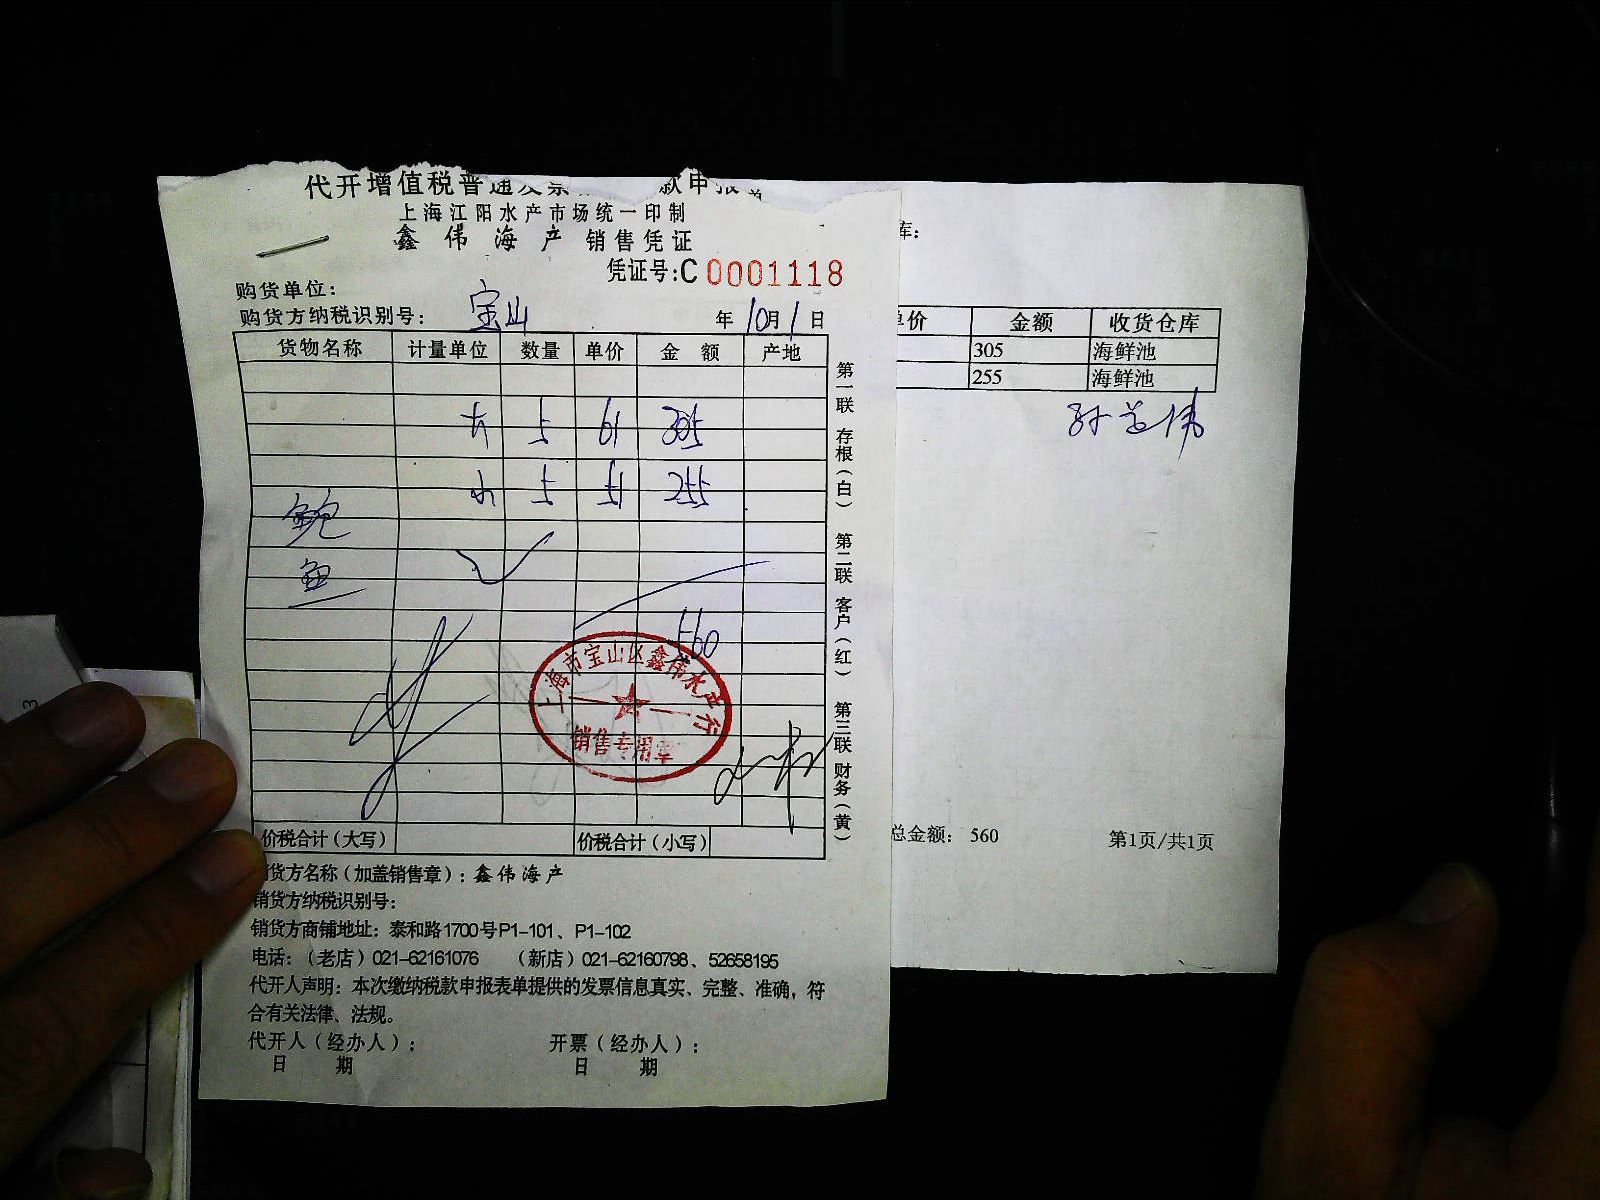 代开增值税普通发票 款申报单
上海江阳水产市场统一印制
鑫伟海产 销售凭证
凭证号:C 0001118
购货单位：
购货方纳税识别号： 宝山 年10月1日
货物名称 计量单位 数量 单价 金额 产地
大 5 61 305
小 5 51 255
鲍
鱼
560
上海市宝山区鑫伟水产行
销售专用章
价税合计（大写） 价税合计（小写）
第一联 存根（白） 第二联 客户（红） 第三联 财务（黄）
货方名称（加盖销售章）：鑫伟海产
销货方纳税识别号：
销货方商铺地址：泰和路1700号P1-101、P1-102
电话：（老店）021-62161076 （新店）021-62160798、52658195
代开人声明：本次缴纳税款申报表单提供的发票信息真实、完整、准确，符
合有关法律、法规。
代开人（经办人）： 开票（经办人）：
日 期 日 期
库：
单价 金额 收货仓库
305 海鲜池
255 海鲜池
总金额： 560 第1页/共1页
3